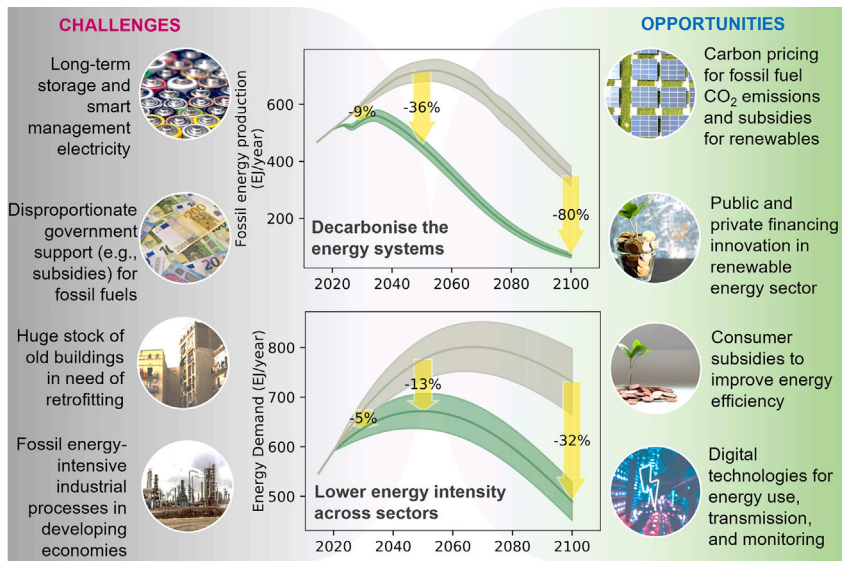 CHALLENGES
Long-term
storage and
smart
management
electricity
Disproportionate
government
support (e.g.,
subsidies) for
fossil fuels
Huge stock of
old buildings
in need of
retrofitting
Fossil energy-
intensive
industrial
processes in
developing
economies
Fossil energy production
(EJ/year)
600
400
200
-9%
-36%
-80%
Decarbonise the
energy systems
2020 2040 2060 2080 2100
Energy Demand (EJ/year)
800
700
600
500
-5%
-13%
-32%
Lower energy intensity
across sectors
2020 2040 2060 2080 2100
OPPORTUNITIES
Carbon pricing
for fossil fuel
CO2 emissions
and subsidies
for renewables
Public and
private financing
innovation in
renewable
energy sector
Consumer
subsidies to
improve energy
efficiency
Digital
technologies for
energy use,
transmission,
and monitoring